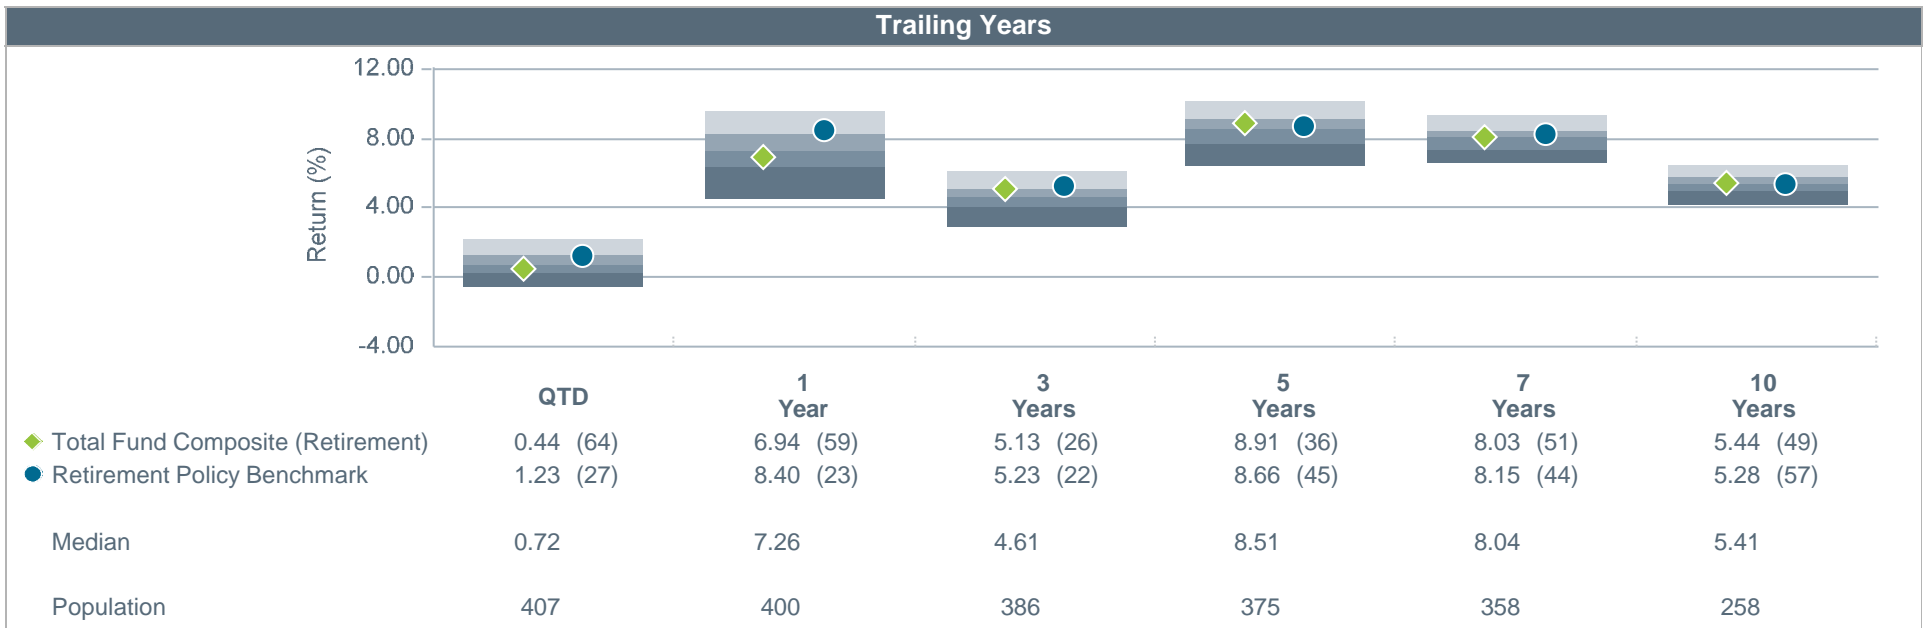 Trailing Years
12.00
8.00
4.00
0.00
-4.00
Return (%)
QTD
1 Year
3 Years
5 Years
7 Years
10 Years
Total Fund Composite (Retirement) 0.44 (64) 6.94 (59) 5.13 (26) 8.91 (36) 8.03 (51) 5.44 (49)
Retirement Policy Benchmark 1.23 (27) 8.40 (23) 5.23 (22) 8.66 (45) 8.15 (44) 5.28 (57)
Median 0.72 7.26 4.61 8.51 8.04 5.41
Population 407 400 386 375 358 258